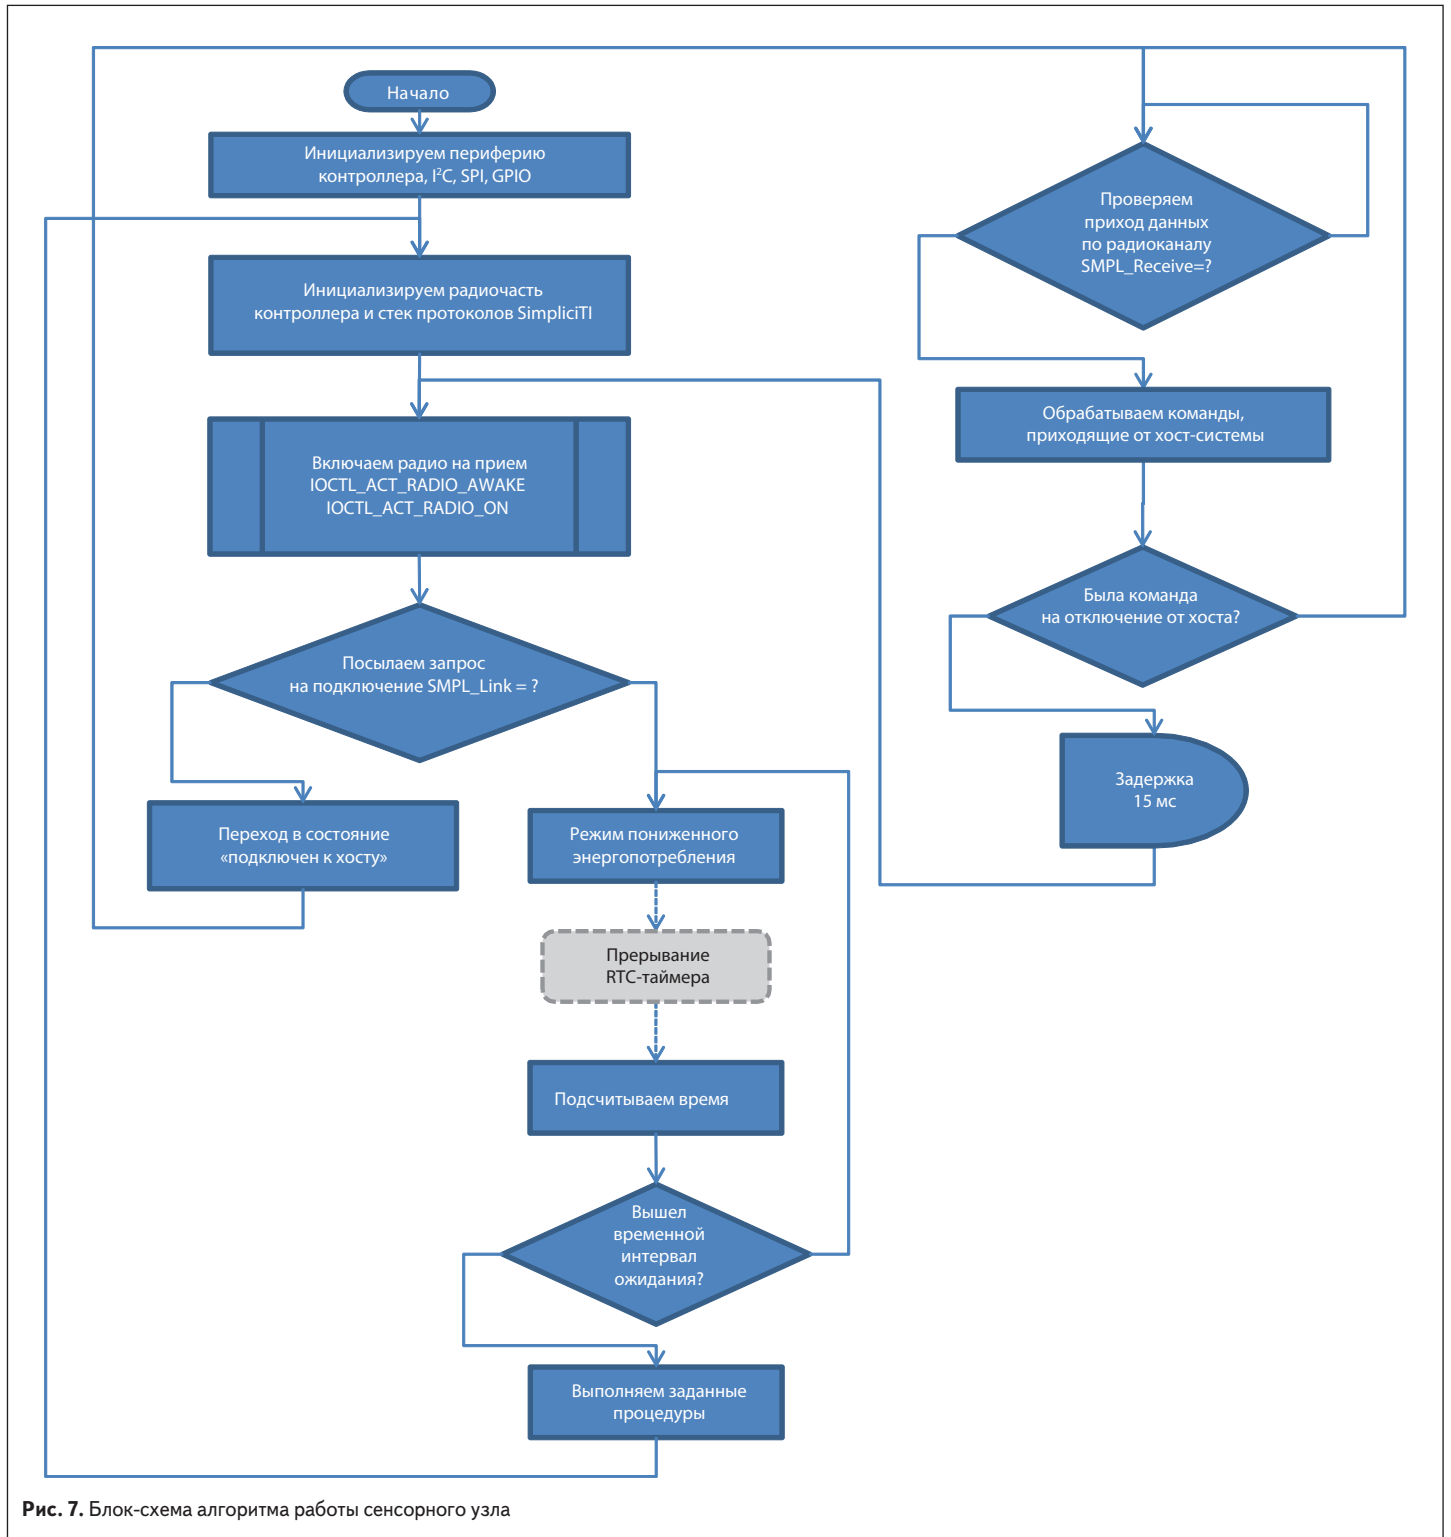 Начало
Инициализируем периферию
контроллера, I²C, SPI, GPIO
Инициализируем радиочасть
контроллера и стек протоколов SimpliciTI
Включаем радио на прием
IOCTL_ACT_RADIO_AWAKE
IOCTL_ACT_RADIO_ON
Посылаем запрос
на подключение SMPL_Link = ?
Переход в состояние
«подключен к хосту»
Режим пониженного
энергопотребления
Прерывание
RTC-таймера
Подсчитываем время
Вышел
временной
интервал
ожидания?
Выполняем заданные
процедуры
Проверяем
приход данных
по радиоканалу
SMPL_Receive=?
Обрабатываем команды,
приходящие от хост-системы
Была команда
на отключение от хоста?
Задержка
15 мс
Рис. 7. Блок-схема алгоритма работы сенсорного узла